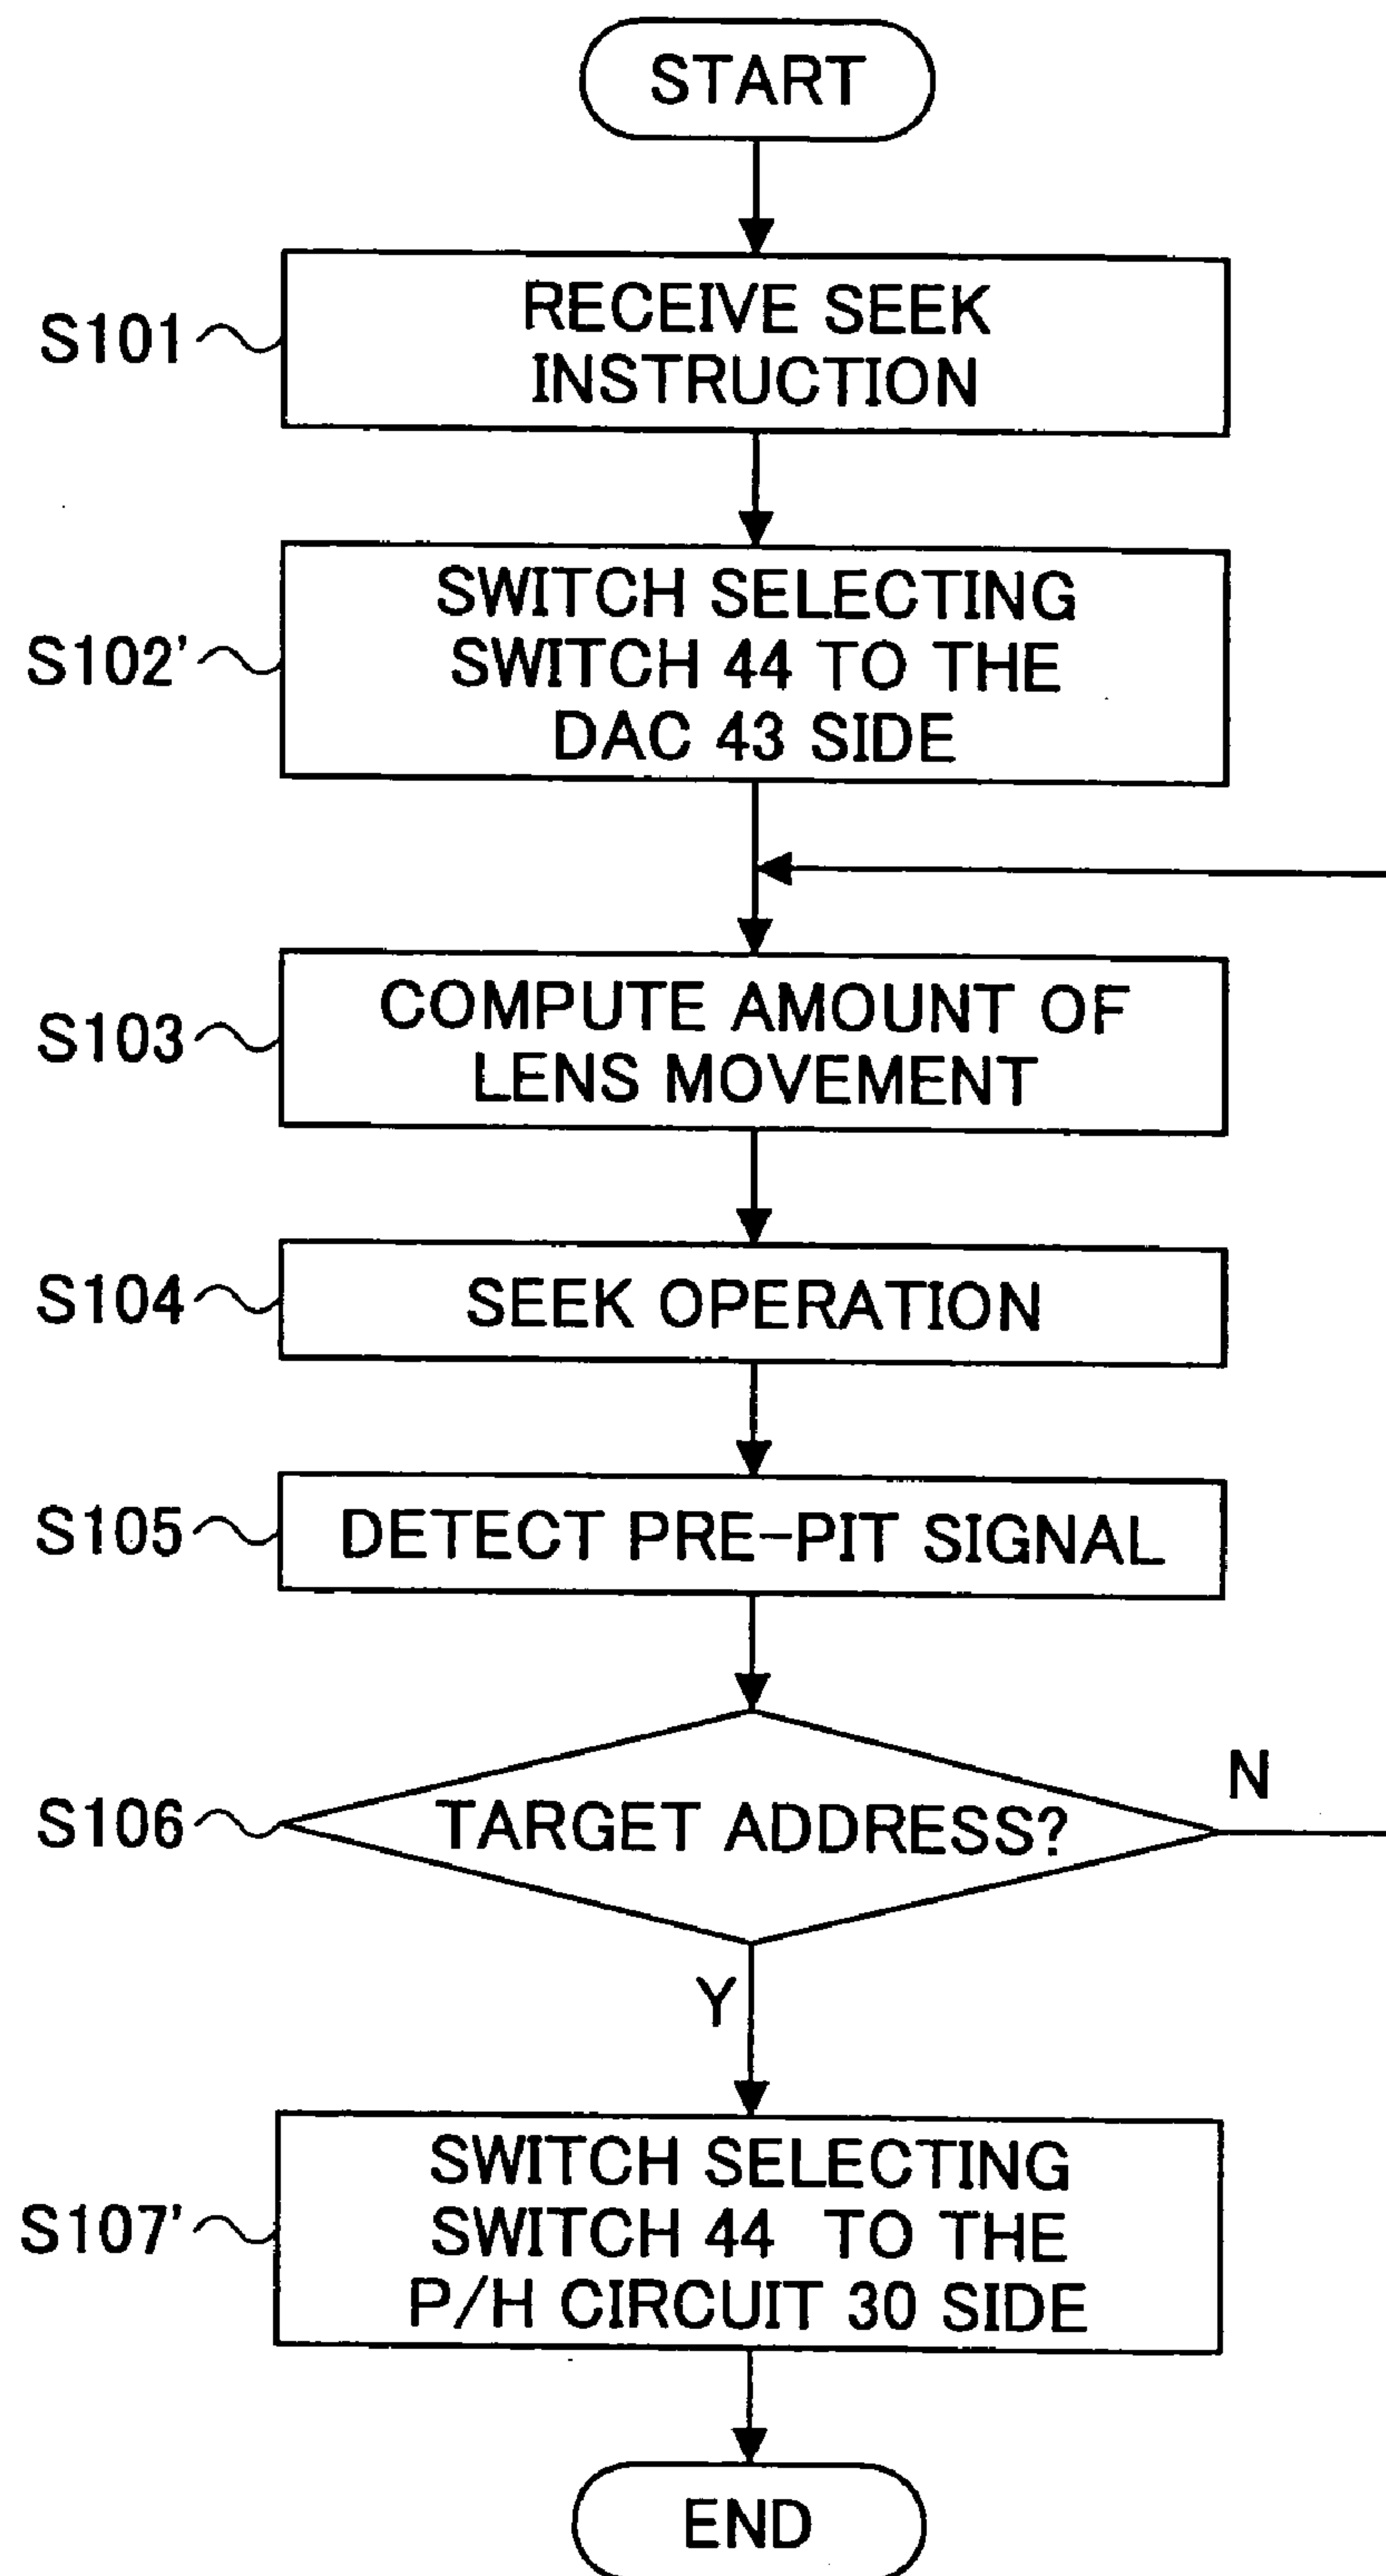 START
S101
RECEIVE SEEK
INSTRUCTION
S102'
SWITCH SELECTING
SWITCH 44 TO THE
DAC 43 SIDE
S103
COMPUTE AMOUNT OF
LENS MOVEMENT
S104
SEEK OPERATION
S105
DETECT PRE-PIT SIGNAL
S106
TARGET ADDRESS?
N
Y
S107'
SWITCH SELECTING
SWITCH 44 TO THE
P/H CIRCUIT 30 SIDE
END